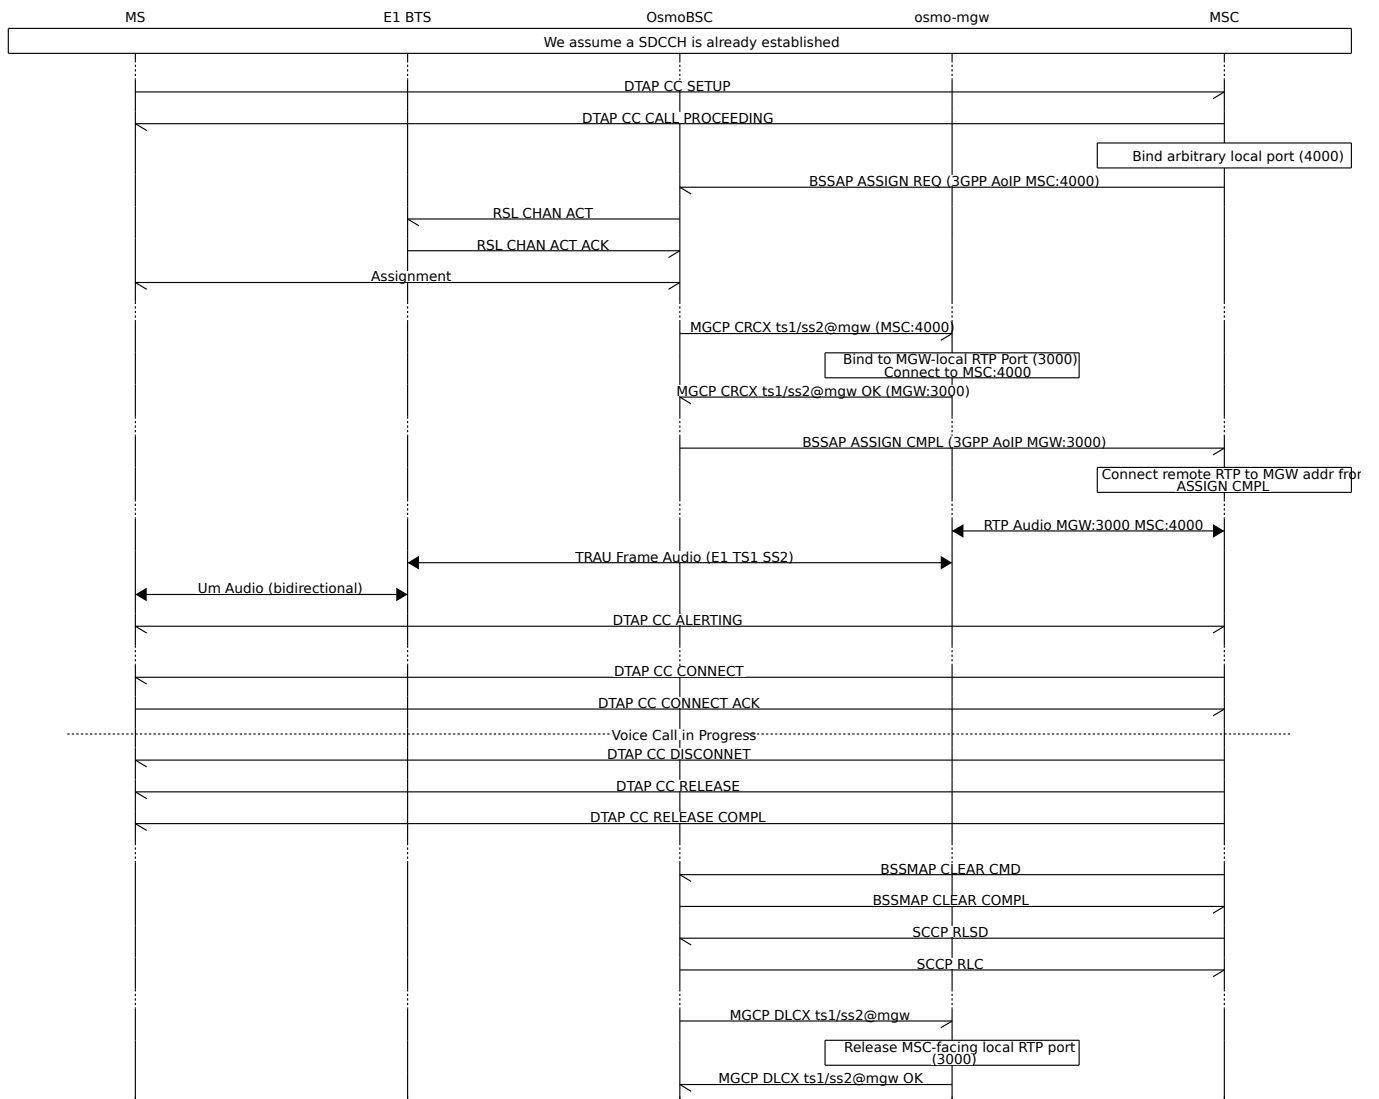 MS E1 BTS OsmoBSC osmo-mgw MSC
We assume a SDCCH is already established
DTAP CC SETUP
DTAP CC CALL PROCEEDING
Bind arbitrary local port (4000)
BSSAP ASSIGN REQ (3GPP AoIP MSC:4000)
RSL CHAN ACT
RSL CHAN ACT ACK
Assignment
MGCP CRCX ts1/ss2@mgw (MSC:4000)
Bind to MGW-local RTP Port (3000)
Connect to MSC:4000
MGCP CRCX ts1/ss2@mgw OK (MGW:3000)
BSSAP ASSIGN CMPL (3GPP AoIP MGW:3000)
Connect remote RTP to MGW addr
ASSIGN CMPL
RTP Audio MGW:3000 MSC:4000
TRAU Frame Audio (E1 TS1 SS2)
Um Audio (bidirectional)
DTAP CC ALERTING
DTAP CC CONNECT
DTAP CC CONNECT ACK
Voice Call in Progress
DTAP CC DISCONNET
DTAP CC RELEASE
DTAP CC RELEASE COMPL
BSSMAP CLEAR CMD
BSSMAP CLEAR COMPL
SCCP RLSD
SCCP RLC
MGCP DLCX ts1/ss2@mgw
Release MSC-facing local RTP port
(3000)
MGCP DLCX ts1/ss2@mgw OK